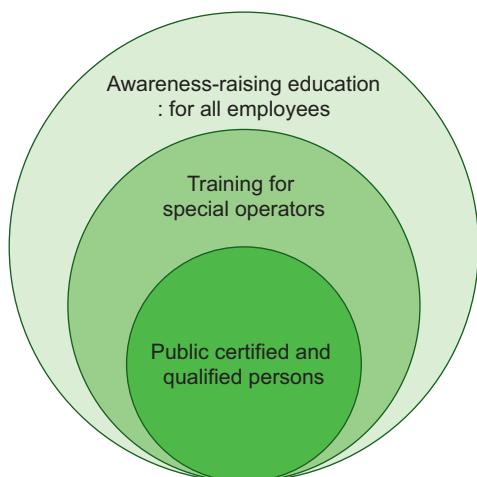 Awareness-raising education
: for all employees
Training for
special operators
Public certified and
qualified persons